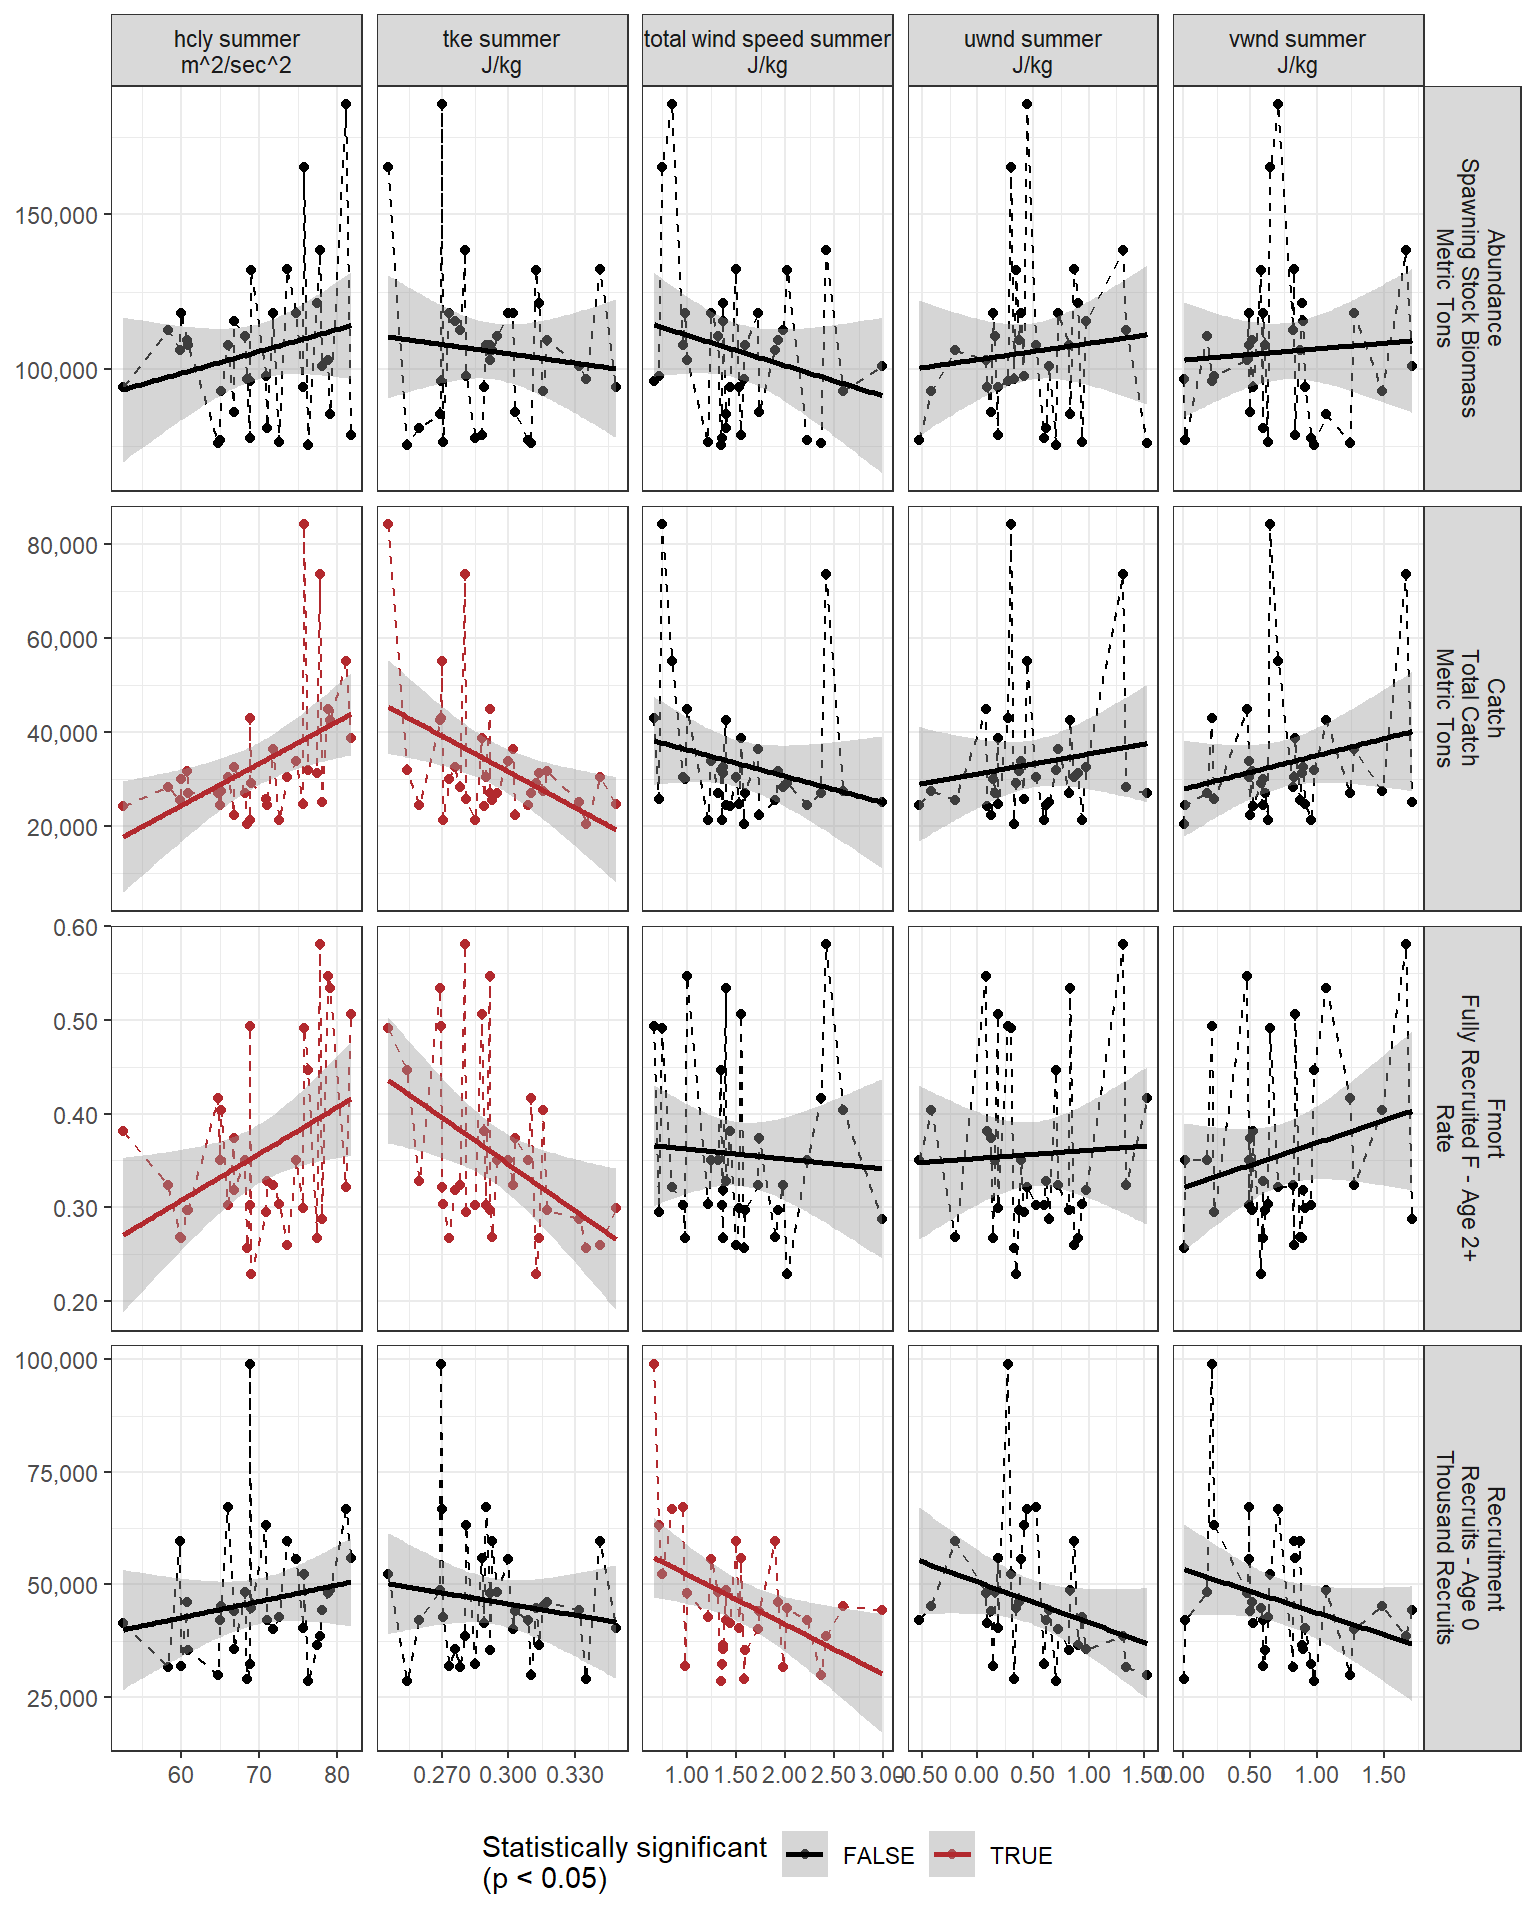 hcly summer
m^2/sec^2
tke summer
J/kg
total wind speed summer
J/kg
uwnd summer
J/kg
vwnd summer
J/kg
150,000
100,000
Abundance
Spawning Stock Biomass
Metric Tons
80,000
60,000
40,000
20,000
Catch
Total Catch
Metric Tons
0.60
0.50
0.40
0.30
0.20
Fmort
Fully Recruited F - Age 2+
Rate
100,000
75,000
50,000
25,000
Recruitment
Recruits - Age 0
Thousand Recruits
60 70 80
0.270 0.300 0.330
1.00 1.50 2.00 2.50 3.00
-0.50 0.00 0.50 1.00 1.50
0.00 0.50 1.00 1.50
Statistically significant
(p < 0.05)
FALSE
TRUE